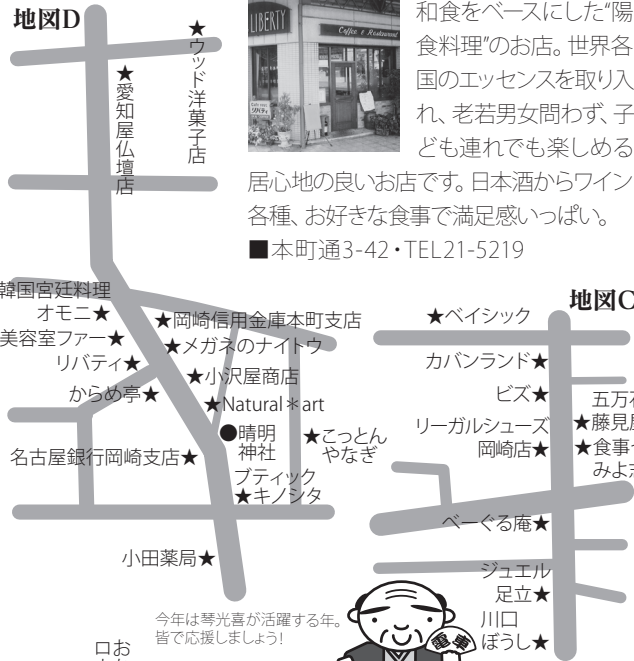 地図D
★ウッド洋菓子店
★愛知屋仏壇店
LIBERTY
Coffee & Restaurant
和食をベースにした“陽
食料理”のお店。世界各
国のエッセンスを取り入
れ、老若男女問わず、子
ども連れでも楽しめる
居心地の良いお店です。日本酒からワイン
各種、お好きな食事で満足感いっぱい。
■本町通3-42・TEL21-5219
韓国宮廷料理
オモニ★
美容室ファー★
リバティ★
からめ亭★
名古屋銀行岡崎支店★
小田薬局★
★岡崎信用金庫本町支店
★メガネのナイトウ
★小沢屋商店
★Natural＊art
●晴明
神社
★こっとん
やなぎ
ブティック
★キノシタ
地図C
★ベイシック
カバンランド★
ビズ★
リーガルシューズ
岡崎店★
五万石
★藤見屋
★食事
みよ
べーぐる庵★
ジュエル
足立★
川口
ぼうし★
今年は琴光喜が活躍する年。
皆で応援しましょう!
電車